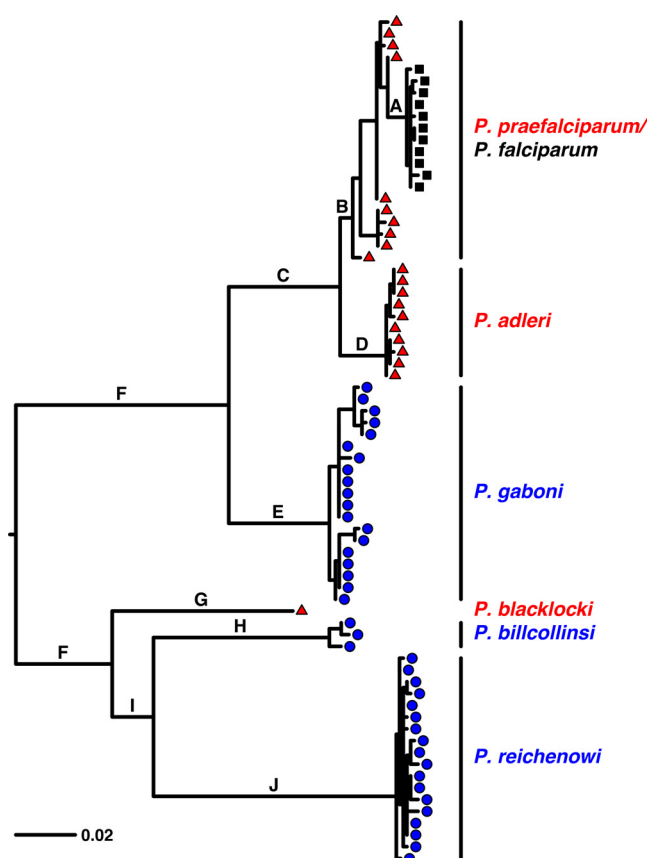 A
P. praefalciparum/
P. falciparum
B
C
P. adleri
D
F
P. gaboni
E
G
P. blacklocki
H
P. billcollinsi
F
I
P. reichenowi
J
0.02